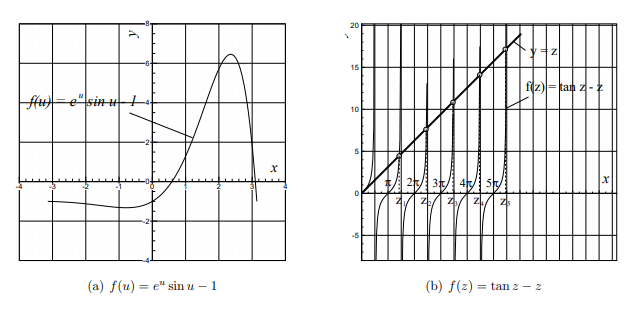 8
y
6
f(u) = e^u sin u - 1
4
2
x
-4 -3 -2 -1 0 1 2 3 4
-2
-4
(a) f(u) = e^u sin u − 1
20
y = z
15
f(z) = tan z - z
10
5
π 2π 3π 4π 5π
x
0
z₁ z₂ z₃ z₄ z₅
-5
(b) f(z) = tan z − z